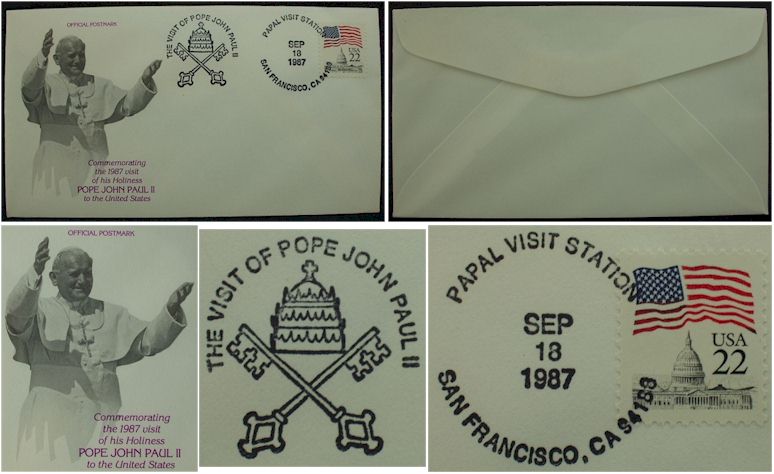 OFFICIAL POSTMARK
THE VISIT OF POPE JOHN PAUL II
PAPAL VISIT STATION
SEP
18
1987
SAN FRANCISCO, CA 94188
USA
22
Commemorating
the 1987 visit
of his Holiness
POPE JOHN PAUL II
to the United States
OFFICIAL POSTMARK
Commemorating
the 1987 visit
of his Holiness
POPE JOHN PAUL II
to the United States
THE VISIT OF POPE JOHN PAUL II
PAPAL VISIT STATION
SEP
18
1987
SAN FRANCISCO, CA 94188
USA
22